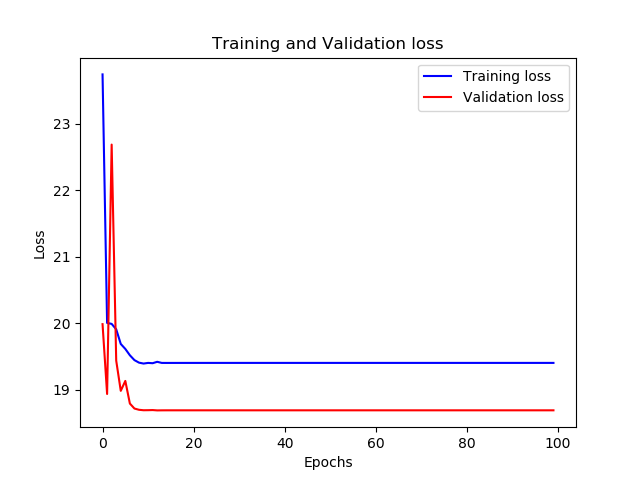 Training and Validation loss
Training loss
Validation loss
23
22
21
20
19
Loss
0
20
40
60
80
100
Epochs